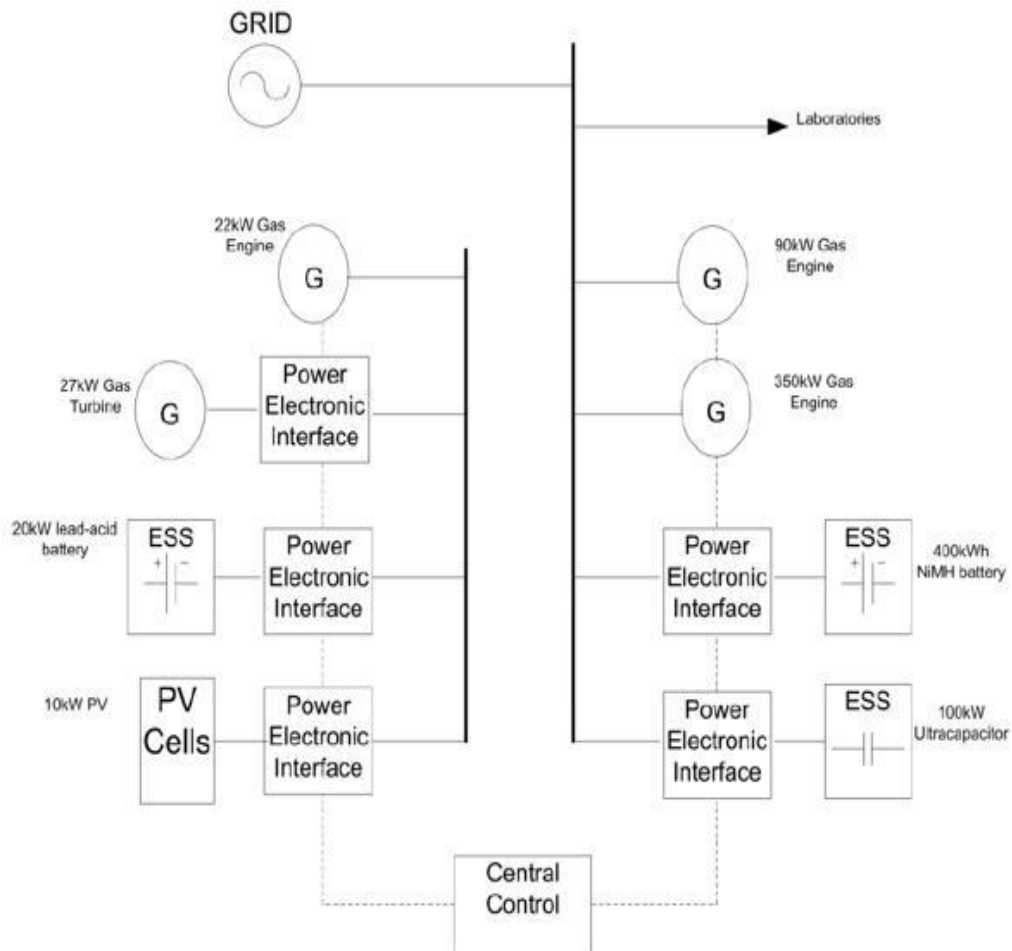 GRID
Laboratories
22kW Gas
Engine
G
90kW Gas
Engine
G
27kW Gas
Turbine
G
Power
Electronic
Interface
350kW Gas
Engine
G
20kW lead-acid
battery
ESS
+ −
Power
Electronic
Interface
Power
Electronic
Interface
ESS
+ −
400kWh
NiMH battery
10kW PV
PV
Cells
Power
Electronic
Interface
Power
Electronic
Interface
ESS
100kW
Ultracapacitor
Central
Control